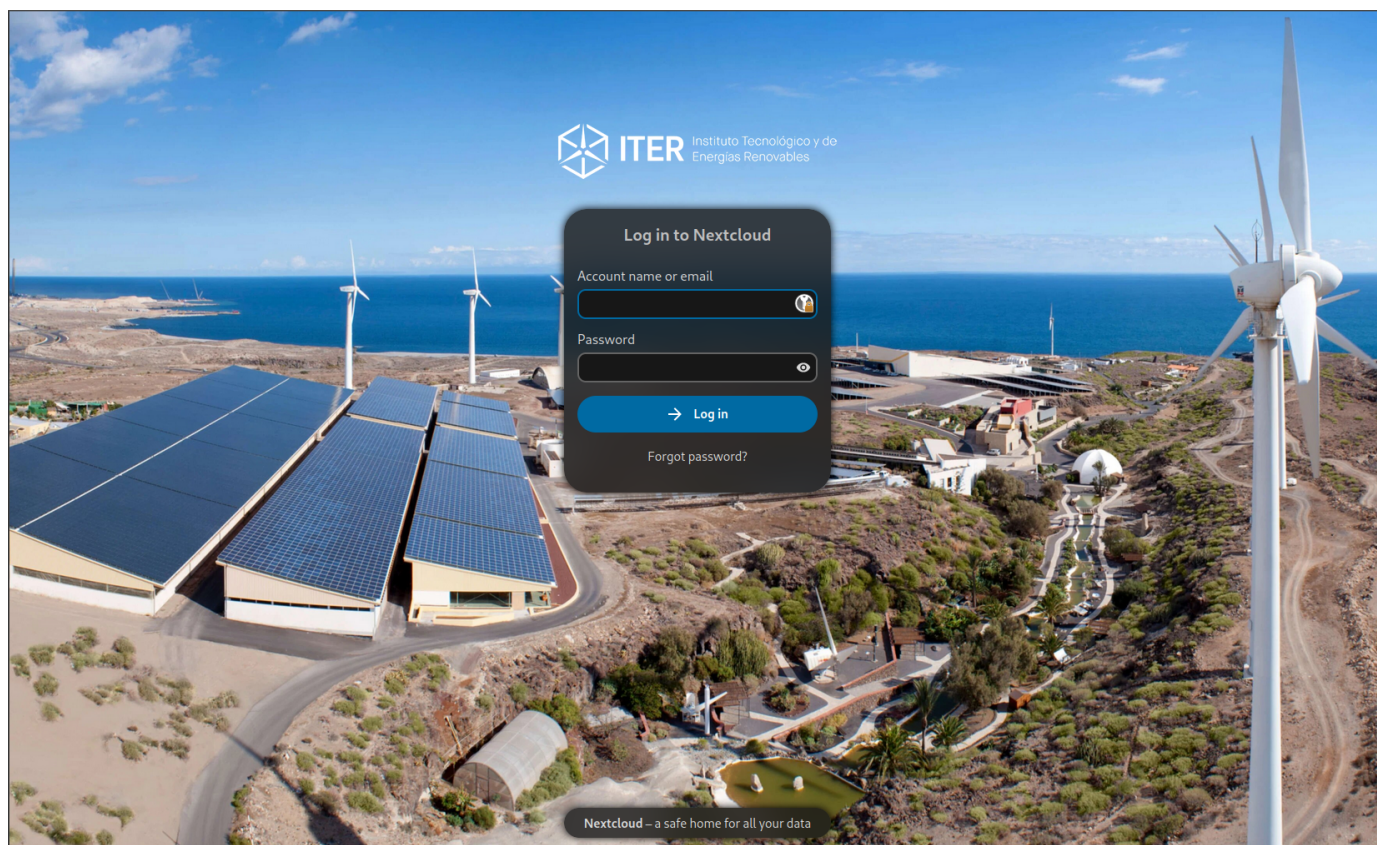 ITER Instituto Tecnológico y de
Energías Renovables
Log in to Nextcloud
Account name or email
Password
Log in
Forgot password?
Nextcloud – a safe home for all your data